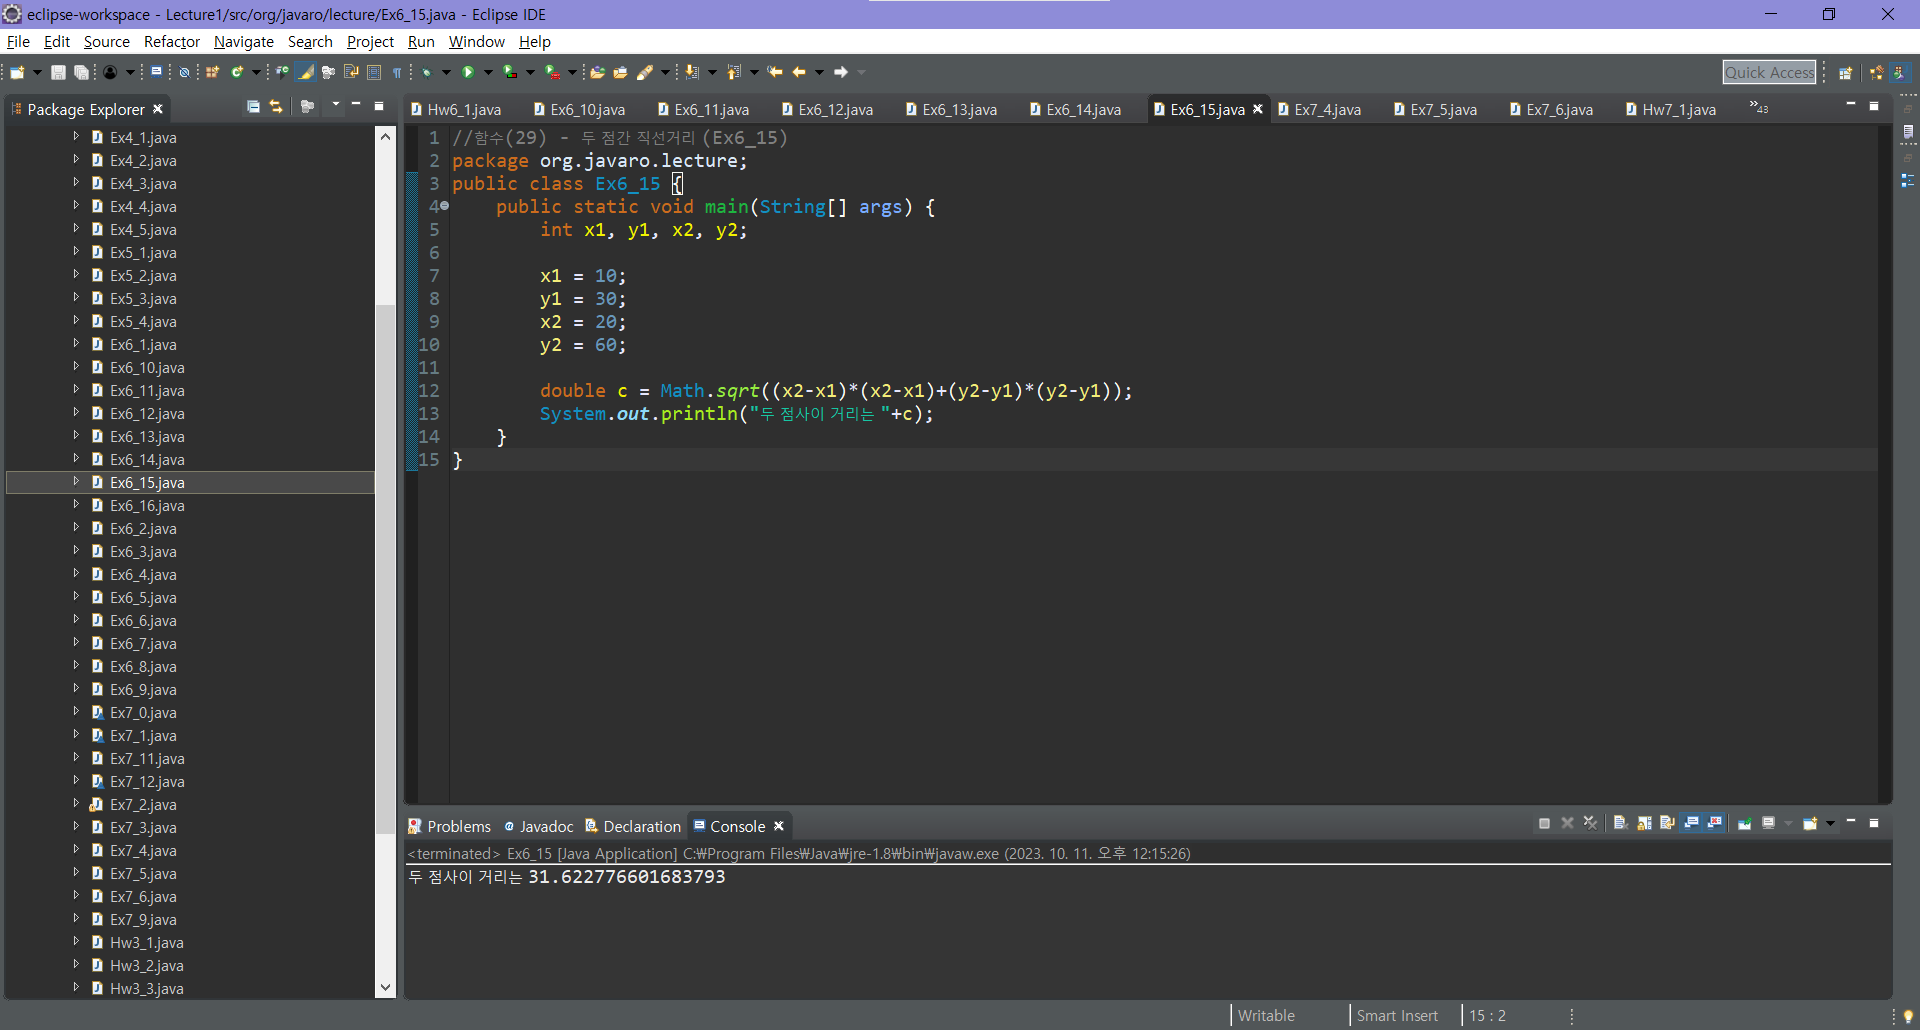 eclipse-workspace - Lecture1/src/org/javaro/lecture/Ex6_15.java - Eclipse IDE
File Edit Source Refactor Navigate Search Project Run Window Help
Quick Access
Package Explorer
Ex4_1.java
Ex4_2.java
Ex4_3.java
Ex4_4.java
Ex4_5.java
Ex5_1.java
Ex5_2.java
Ex5_3.java
Ex5_4.java
Ex6_1.java
Ex6_10.java
Ex6_11.java
Ex6_12.java
Ex6_13.java
Ex6_14.java
Ex6_15.java
Ex6_16.java
Ex6_2.java
Ex6_3.java
Ex6_4.java
Ex6_5.java
Ex6_6.java
Ex6_7.java
Ex6_8.java
Ex6_9.java
Ex7_0.java
Ex7_1.java
Ex7_11.java
Ex7_12.java
Ex7_2.java
Ex7_3.java
Ex7_4.java
Ex7_5.java
Ex7_6.java
Ex7_9.java
Hw3_1.java
Hw3_2.java
Hw3_3.java
Hw6_1.java Ex6_10.java Ex6_11.java Ex6_12.java Ex6_13.java Ex6_14.java Ex6_15.java Ex7_4.java Ex7_5.java Ex7_6.java Hw7_1.java »43
1 //함수(29) - 두 점간 직선거리 (Ex6_15)
2 package org.javaro.lecture;
3 public class Ex6_15 {
4 public static void main(String[] args) {
5 int x1, y1, x2, y2;
6
7 x1 = 10;
8 y1 = 30;
9 x2 = 20;
10 y2 = 60;
11
12 double c = Math.sqrt((x2-x1)*(x2-x1)+(y2-y1)*(y2-y1));
13 System.out.println("두 점사이 거리는 "+c);
14 }
15 }
Problems Javadoc Declaration Console
<terminated> Ex6_15 [Java Application] C:₩Program Files₩Java₩jre-1.8₩bin₩javaw.exe (2023. 10. 11. 오후 12:15:26)
두 점사이 거리는 31.622776601683793
Writable Smart Insert 15 : 2